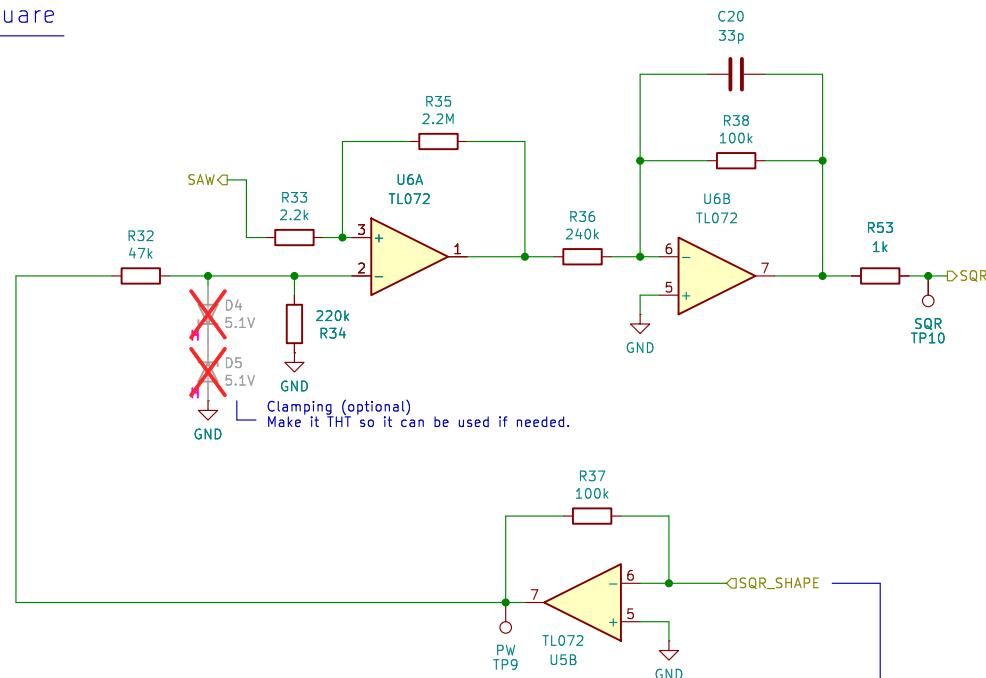 uare
C20
33p
R35
2.2M
R38
100k
SAW
U6A
TL072
R33
2.2k
U6B
TL072
R36
240k
R53
1k
R32
47k
3
+
1
2
-
6
-
7
5
+
SQR
D4
5.1V
220k
R34
GND
SQR
TP10
D5
5.1V
GND
GND
Clamping (optional)
Make it THT so it can be used if needed.
GND
R37
100k
6
-
SQR_SHAPE
7
5
+
PW
TP9
TL072
U5B
GND